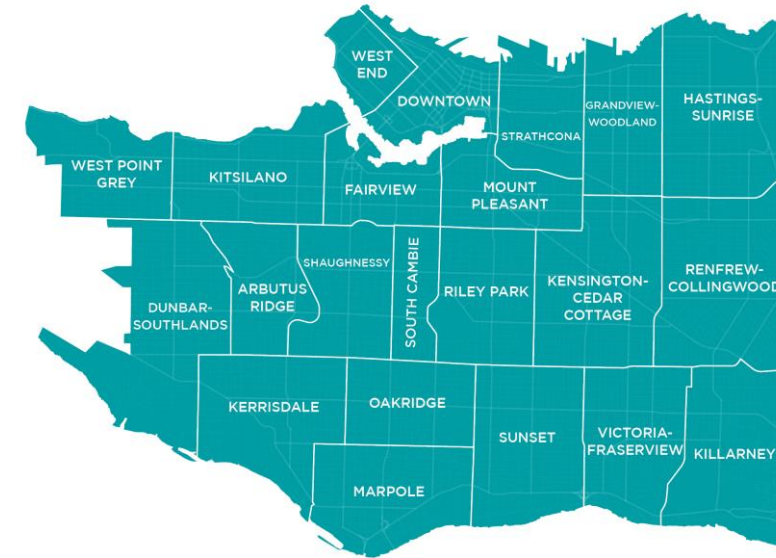 WEST
END
DOWNTOWN
STRATHCONA
GRANDVIEW-
WOODLAND
HASTINGS-
SUNRISE
WEST POINT
GREY
KITSILANO
FAIRVIEW
MOUNT
PLEASANT
DUNBAR-
SOUTHLANDS
ARBUTUS
RIDGE
SHAUGHNESSY
SOUTH CAMBIE
RILEY PARK
KENSINGTON-
CEDAR
COTTAGE
RENFREW-
COLLINGWOOD
KERRISDALE
OAKRIDGE
SUNSET
VICTORIA-
FRASERVIEW
KILLARNEY
MARPOLE